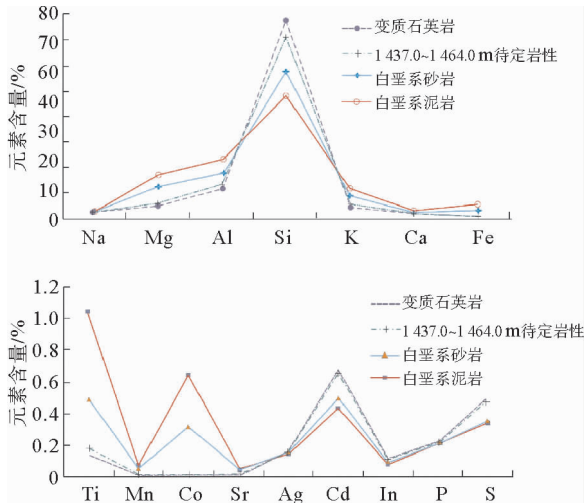 80
70
60
50
40
30
20
10
0
元素含量/%
变质石英岩
1 437.0~1 464.0 m待定岩性
白垩系砂岩
白垩系泥岩
Na Mg Al Si K Ca Fe
1.2
1.0
0.8
0.6
0.4
0.2
0
元素含量/%
变质石英岩
1 437.0~1 464.0 m待定岩性
白垩系砂岩
白垩系泥岩
Ti Mn Co Sr Ag Cd In P S